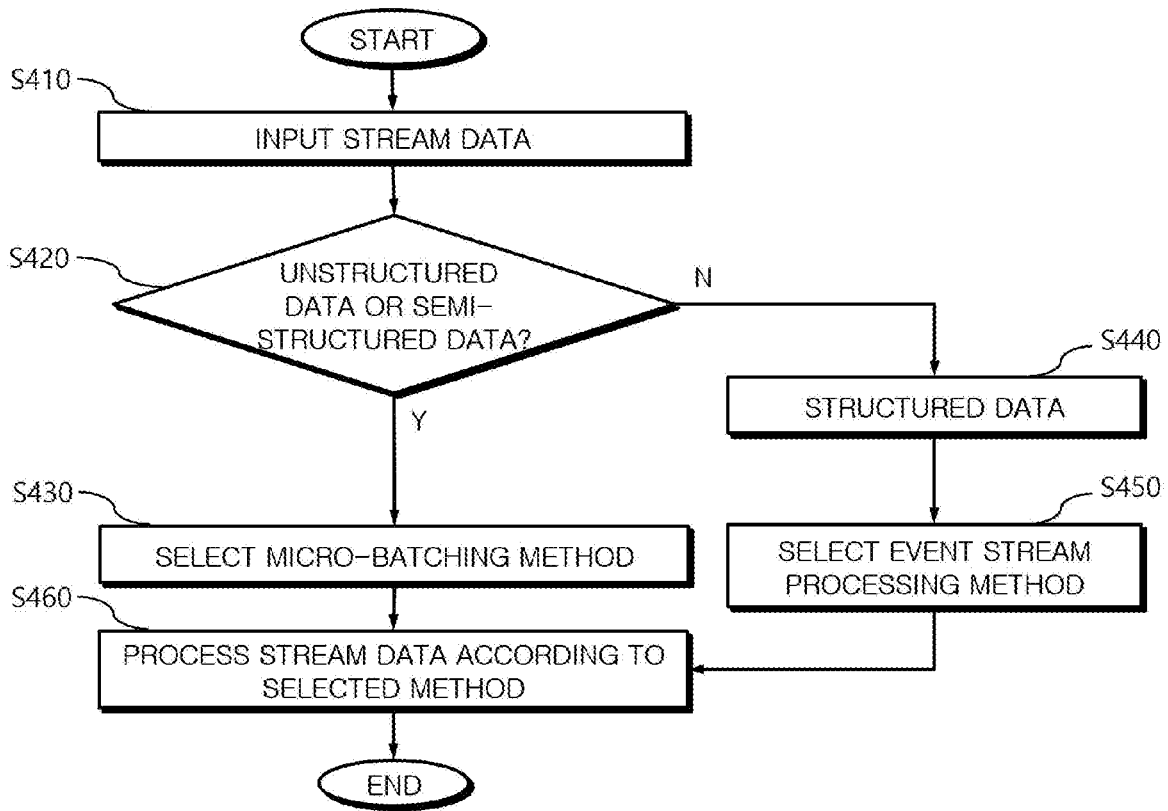 START
S410
INPUT STREAM DATA
S420
UNSTRUCTURED
DATA OR SEMI-
STRUCTURED DATA?
N
Y
S440
STRUCTURED DATA
S430
SELECT MICRO-BATCHING METHOD
S450
SELECT EVENT STREAM
PROCESSING METHOD
S460
PROCESS STREAM DATA ACCORDING TO
SELECTED METHOD
END